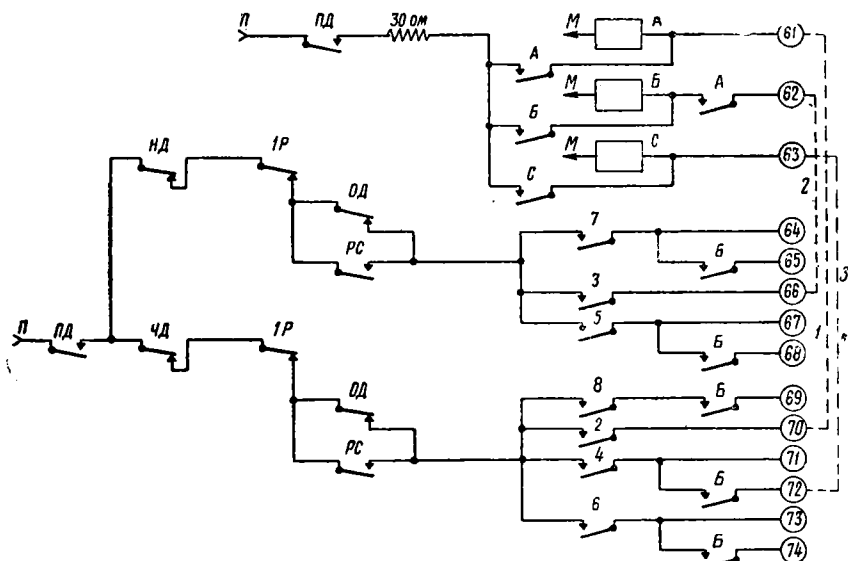 П ПД 30 ом М А 61
А
М Б А 62
Б
М С 63
С
2
НД 1Р
ОД 7 64
РС Б 65
3 66 3
5 67 1
П ПД ЧД 1Р Б 68
ОД 8 Б 69
2 70
РС 4 71
Б 72
6 73
Б 74